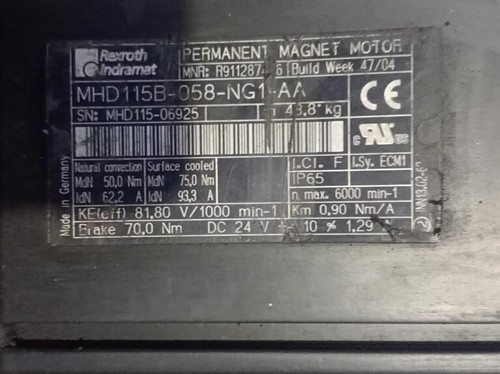 Rexroth
Indramat
PERMANENT MAGNET MOTOR
MNR: Build Week 47/04
MHD115B-058-NG1-AA
SN: MHD115-06925 kg
CE
Natural convection Surface cooled I.Cl. F I.Sy. ECM1
MdN 50,0 Nm MdN 75,0 Nm IP65
IdN 62,2 A IdN 93,3 A n. max. 6000 min-1
KE(eff) 81,80 V/1000 min-1 Km 0,90 Nm/A
Brake 70,0 Nm DC 24 V +- 10 % 1,29 A
Made in Germany